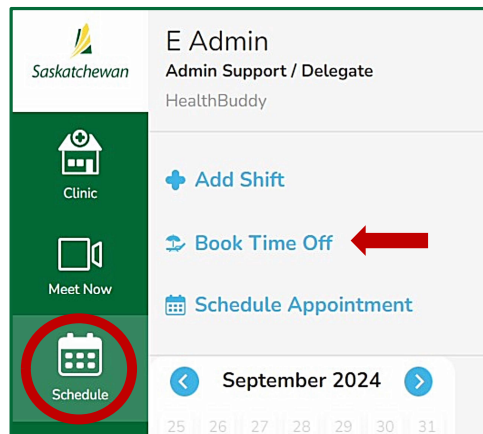 Saskatchewan
E Admin
Admin Support / Delegate
HealthBuddy
Clinic
Add Shift
Meet Now
Book Time Off
Schedule Appointment
Schedule
September 2024
25 26 27 28 29 30 31